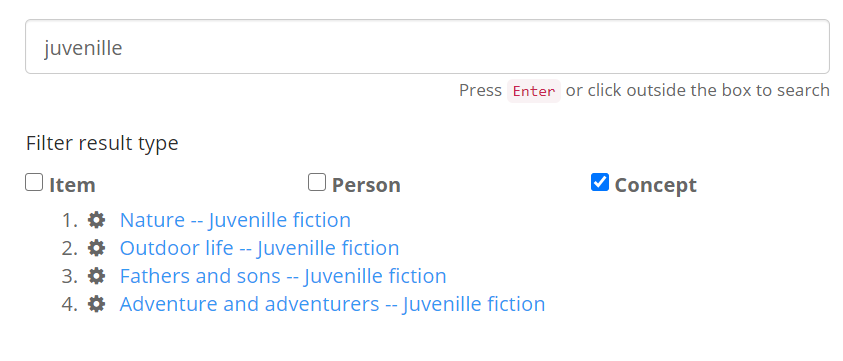 juvenille
Press Enter or click outside the box to search
Filter result type
Item Person Concept
1. Nature -- Juvenille fiction
2. Outdoor life -- Juvenille fiction
3. Fathers and sons -- Juvenille fiction
4. Adventure and adventurers -- Juvenille fiction